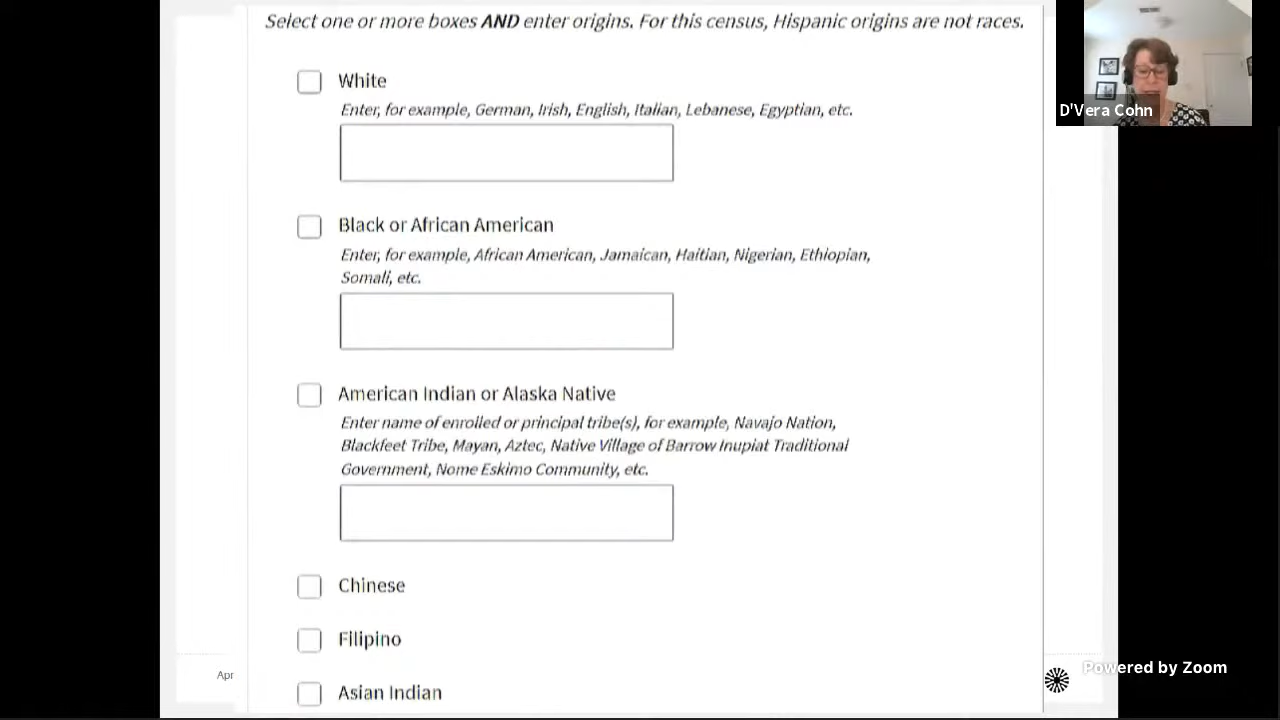 Select one or more boxes AND enter origins. For this census, Hispanic origins are not races.
White
Enter, for example, German, Irish, English, Italian, Lebanese, Egyptian, etc.
Black or African American
Enter, for example, African American, Jamaican, Haitian, Nigerian, Ethiopian,
Somali, etc.
American Indian or Alaska Native
Enter name of enrolled or principal tribe(s), for example, Navajo Nation,
Blackfeet Tribe, Mayan, Aztec, Native Village of Barrow Inupiat Traditional
Government, Nome Eskimo Community, etc.
Chinese
Filipino
Asian Indian
D'Vera Cohn
Apr
Powered by Zoom